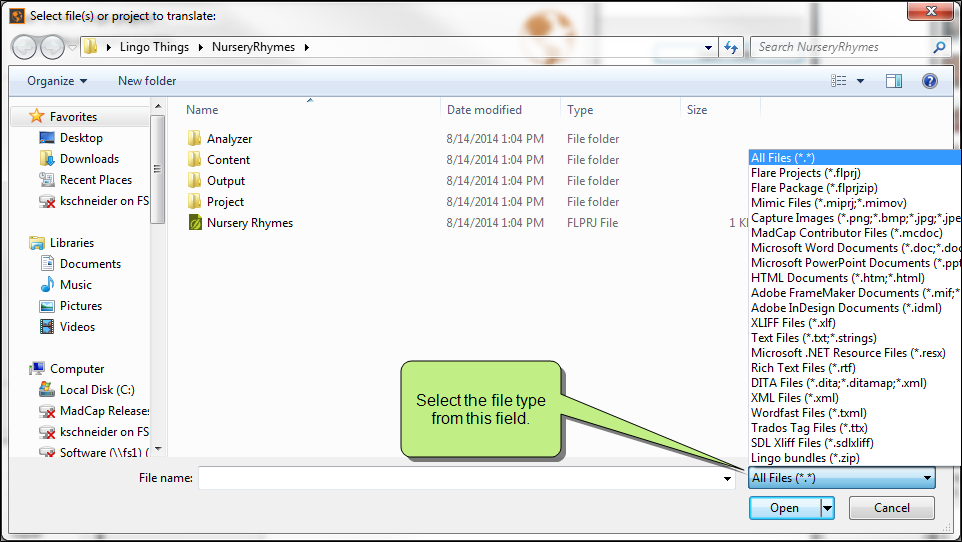 Select file(s) or project to translate:
Lingo Things NurseryRhymes
Search NurseryRhymes
Organize New folder
Name Date modified Type Size
Favorites
Desktop
Downloads
Recent Places
kschneider on FS
Libraries
Documents
Music
Pictures
Videos
Computer
Local Disk (C:)
MadCap Releases
kschneider on FS
Software (\\fs1) (
Analyzer 8/14/2014 1:04 PM File folder
Content 8/14/2014 1:04 PM File folder
Output 8/14/2014 1:04 PM File folder
Project 8/14/2014 1:04 PM File folder
Nursery Rhymes 8/14/2014 1:04 PM FLPRJ File 1 K
All Files (*.*)
Flare Projects (*.flprj)
Flare Package (*.flprjzip)
Mimic Files (*.miprj;*.mimov)
Capture Images (*.png;*.bmp;*.jpg;*.jpe
MadCap Contributor Files (*.mcdoc)
Microsoft Word Documents (*.doc;*.doc
Microsoft PowerPoint Documents (*.ppt
HTML Documents (*.htm;*.html)
Adobe FrameMaker Documents (*.mif;*
Adobe InDesign Documents (*.idml)
XLIFF Files (*.xlf)
Text Files (*.txt;*.strings)
Microsoft .NET Resource Files (*.resx)
Rich Text Files (*.rtf)
DITA Files (*.dita;*.ditamap;*.xml)
XML Files (*.xml)
Wordfast Files (*.txml)
Trados Tag Files (*.ttx)
SDL Xliff Files (*.sdlxliff)
Lingo bundles (*.zip)
Select the file type
from this field.
File name: All Files (*.*)
Open Cancel